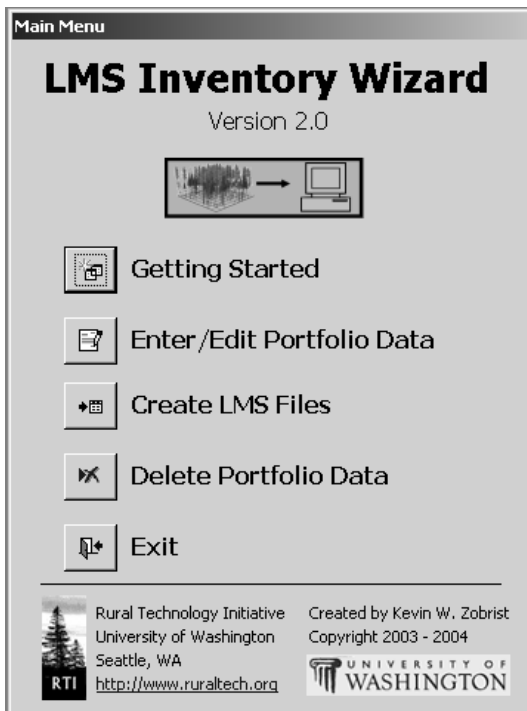 Main Menu
LMS Inventory Wizard
Version 2.0
Getting Started
Enter/Edit Portfolio Data
Create LMS Files
Delete Portfolio Data
Exit
Rural Technology Initiative
University of Washington
Seattle, WA
http://www.ruraltech.org
Created by Kevin W. Zobrist
Copyright 2003 - 2004
RTI
UNIVERSITY OF
WASHINGTON